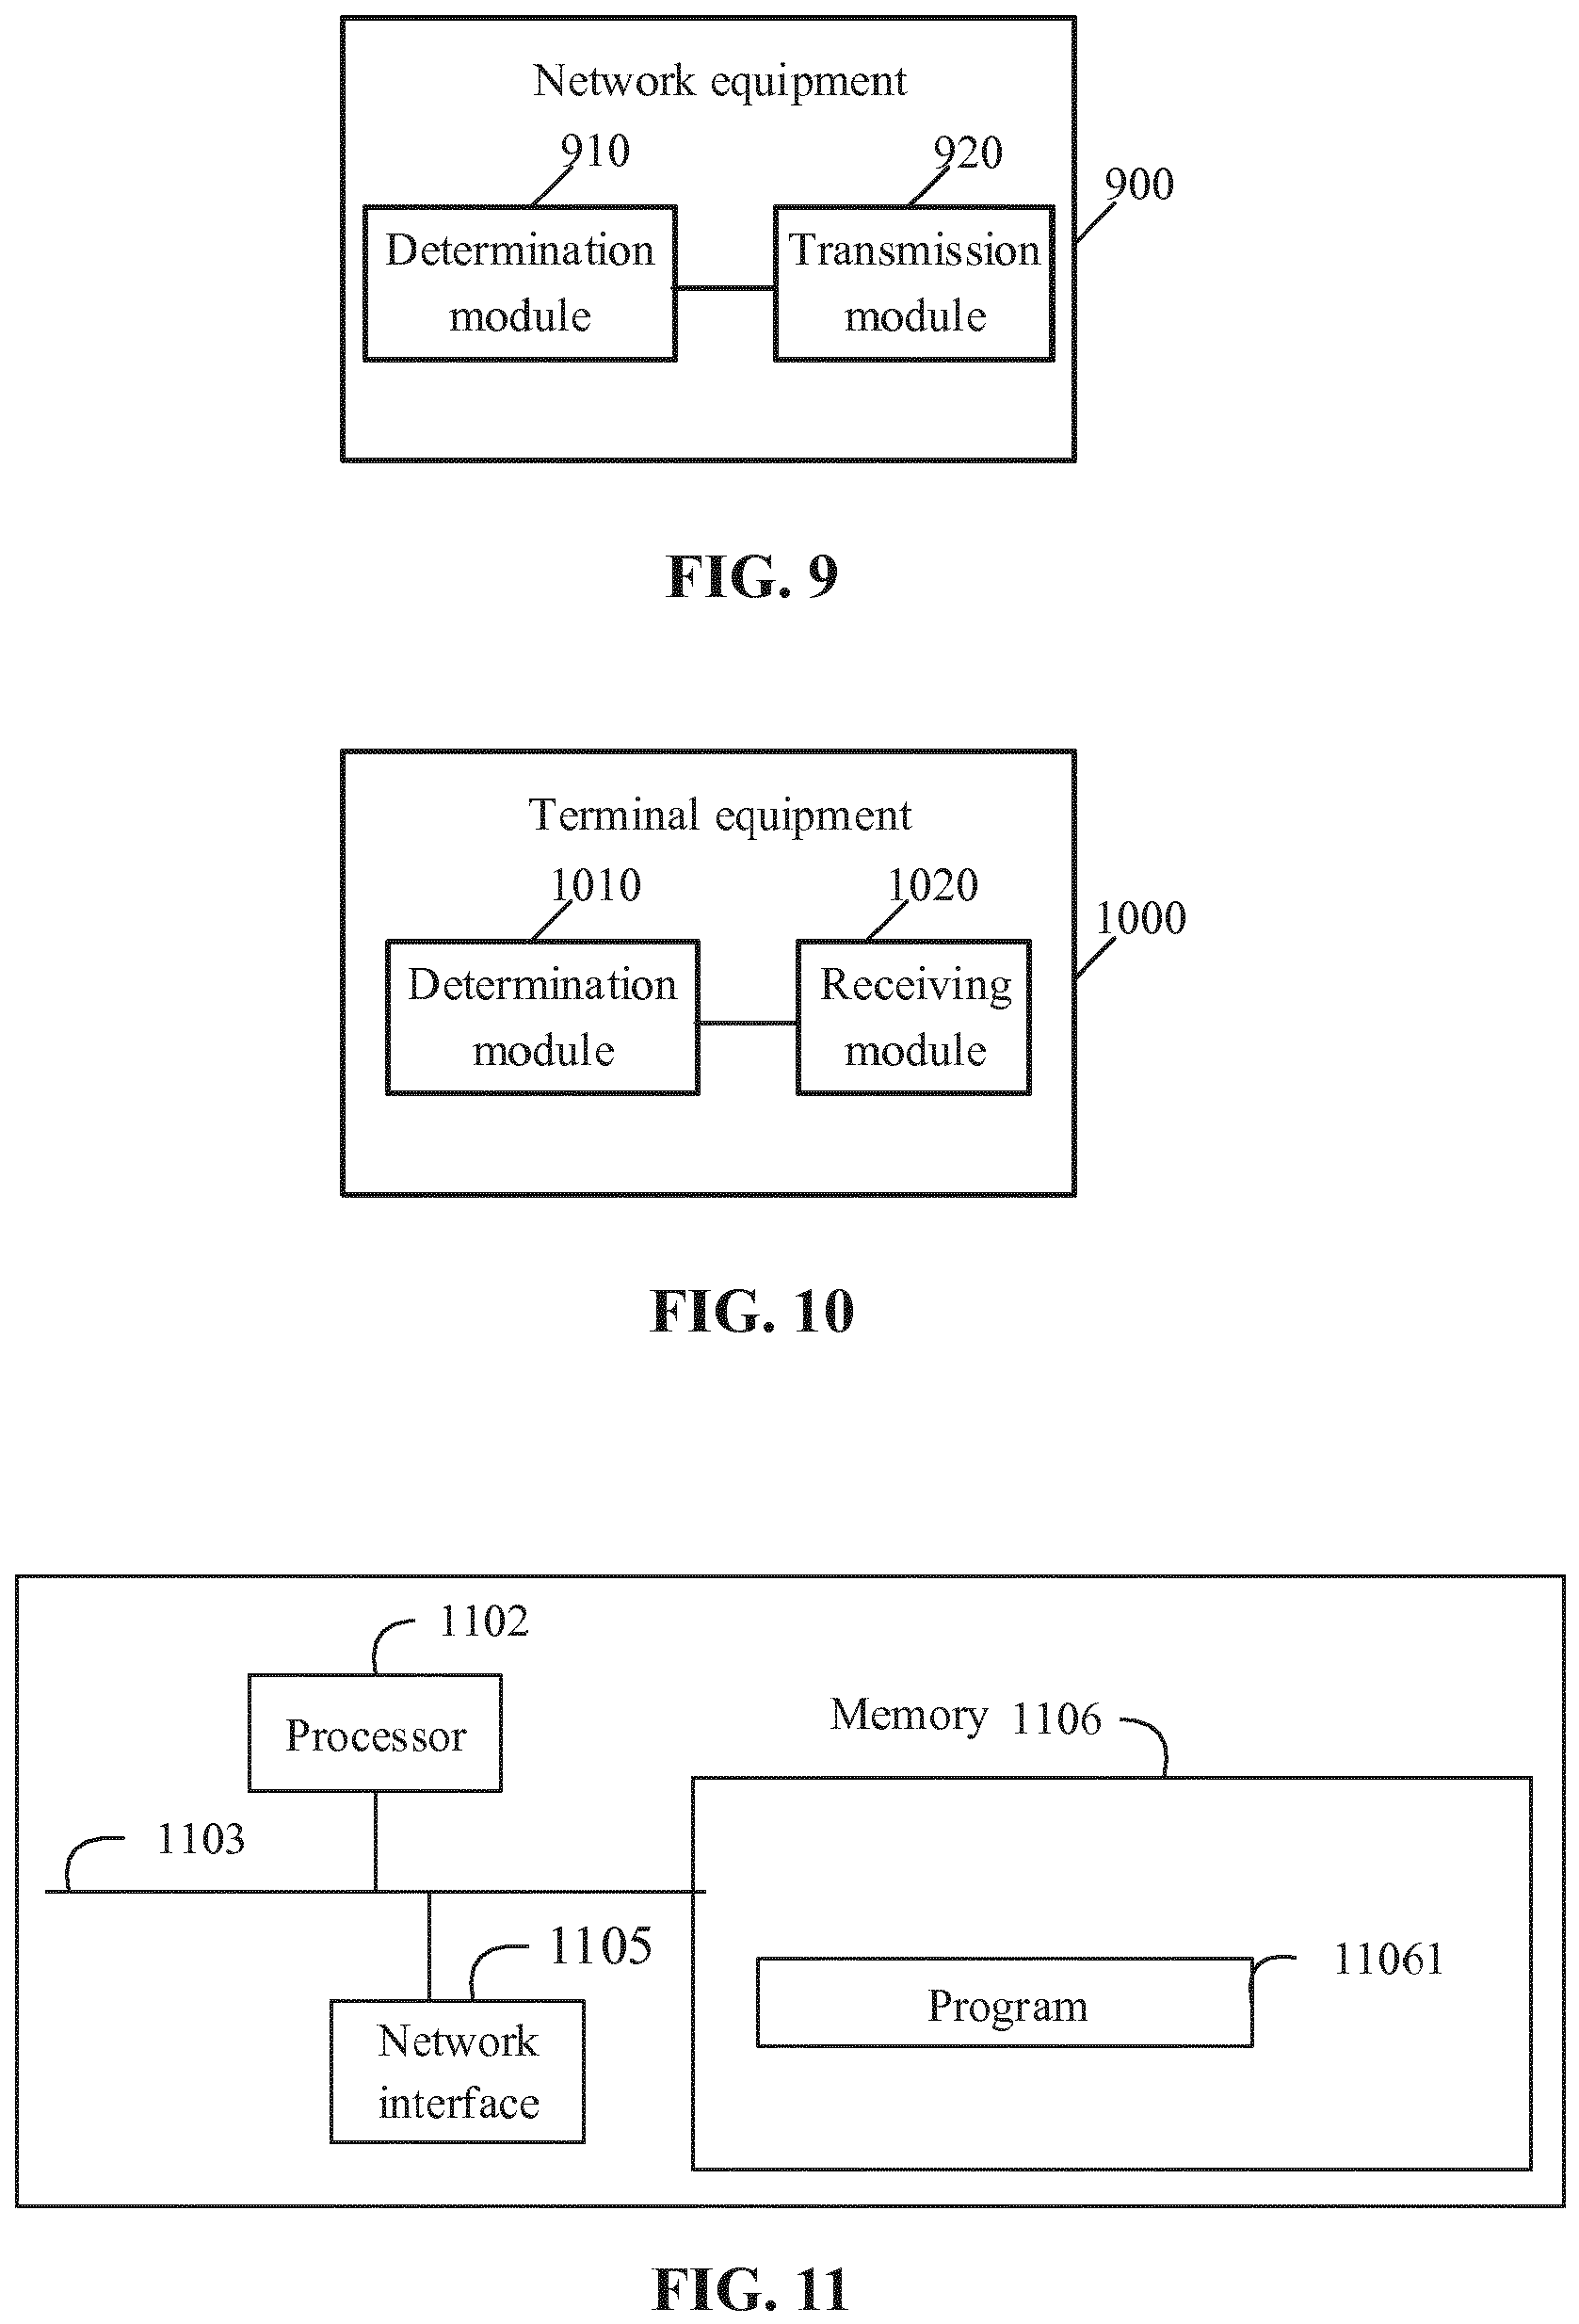 Network equipment
910
920
900
Determination
module
Transmission
module
FIG. 9
Terminal equipment
1010
1020
1000
Determination
module
Receiving
module
FIG. 10
1102
Processor
Memory 1106
1103
1105
Network
interface
11061
Program
FIG. 11